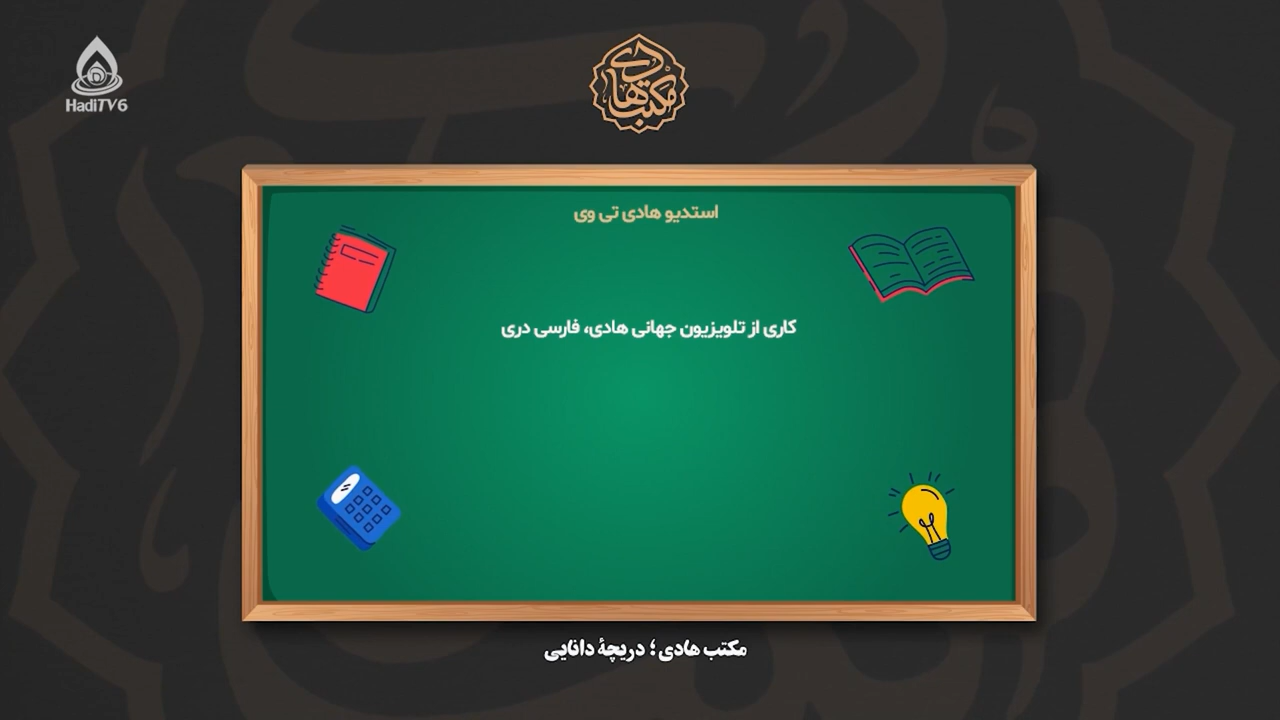 HadiTV6
مکتب هادی
استدیو هادی تی وی
کاری از تلویزیون جهانی هادی، فارسی دری
مکتب هادی؛ دریچهٔ دانایی